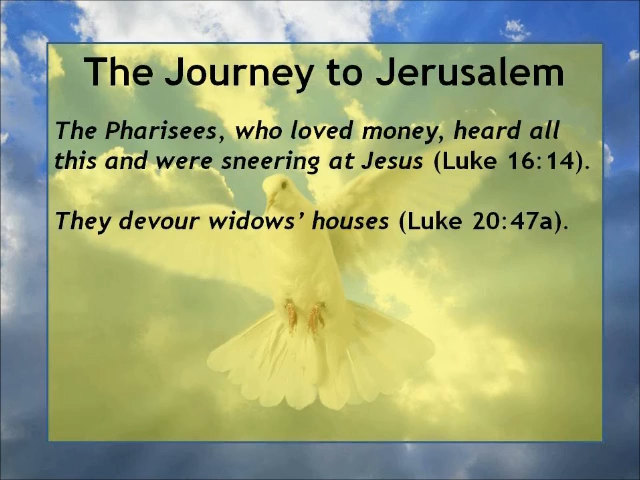 The Journey to Jerusalem
The Pharisees, who loved money, heard all
this and were sneering at Jesus (Luke 16:14).
They devour widows’ houses (Luke 20:47a).